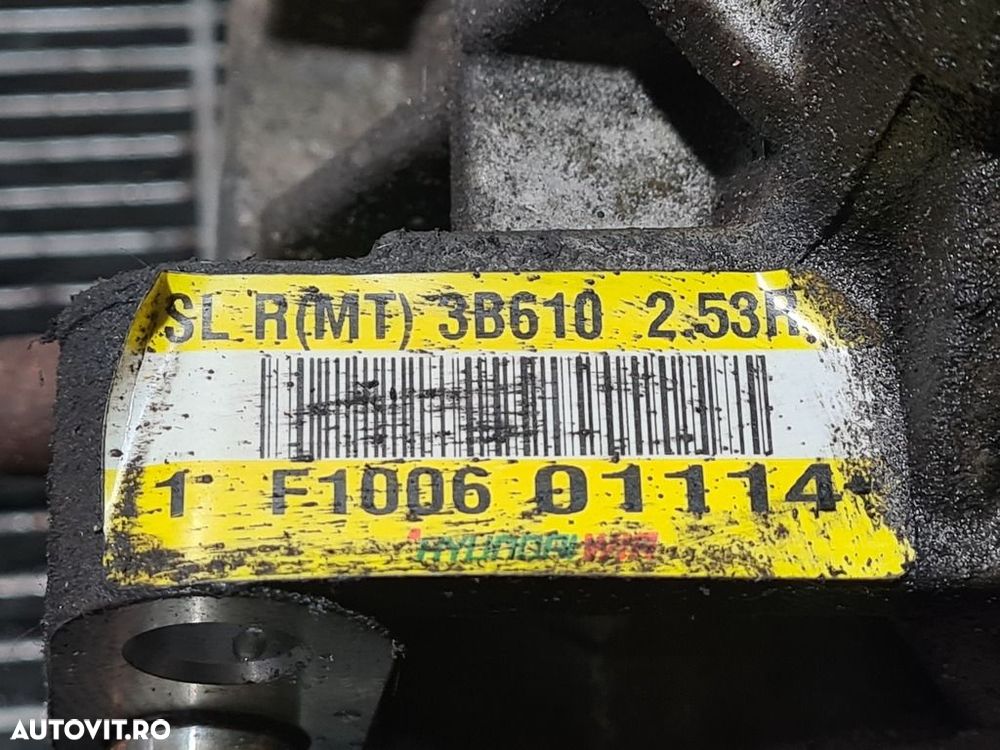 SL R(MT) 3B610 2.53R
1 F1006 01114
HYUNDAI WIA
AUTOVIT.RO